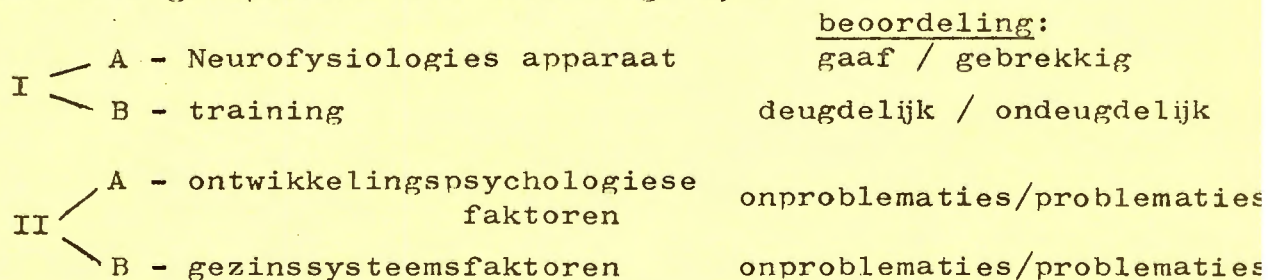 beoordeling:
A - Neurofysiologies apparaat gaaf / gebrekkig
I
B - training deugdelijk / ondeugdelijk
A - ontwikkelingspsychologiese
faktoren onproblematies/problematies
II
B - gezinssysteemsfaktoren onproblematies/problematies